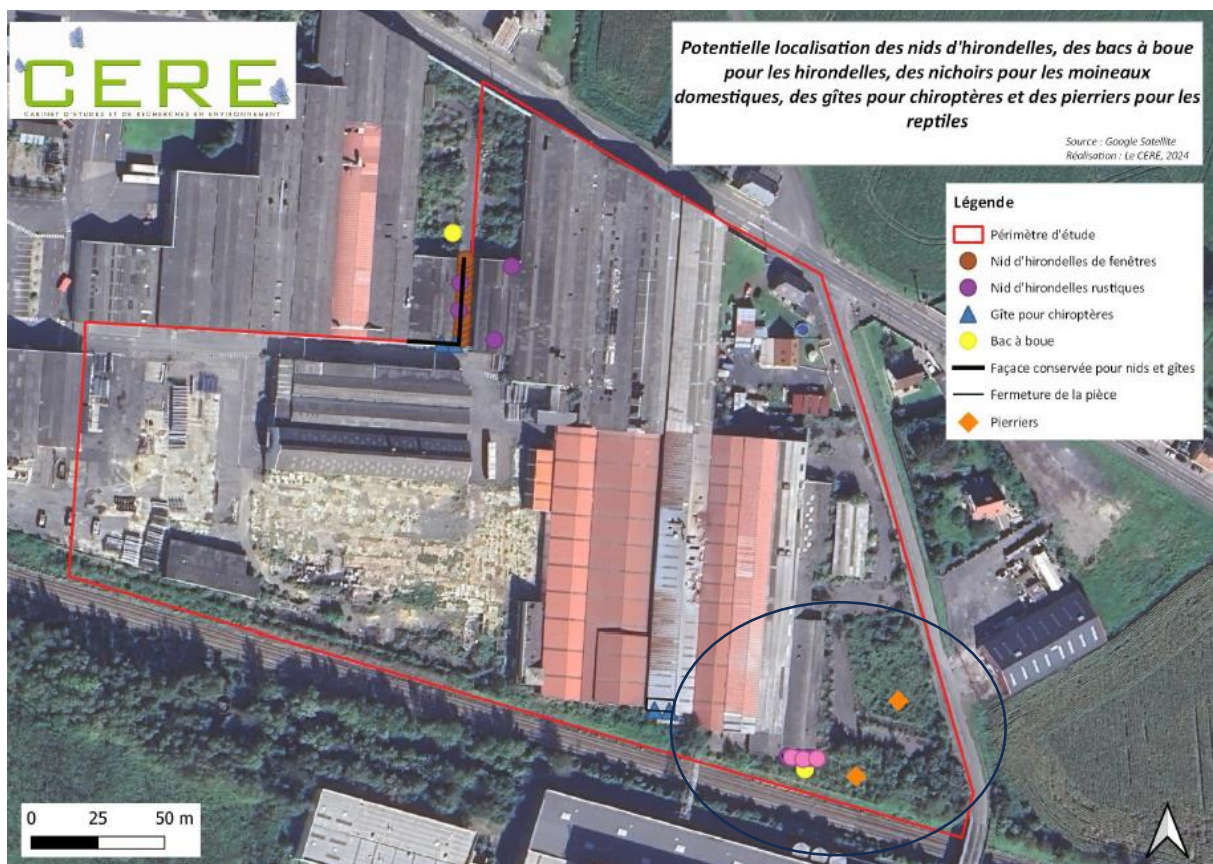 CERE
CABINET D'ETUDES ET DE RECHERCHES EN ENVIRONNEMENT
Potentielle localisation des nids d'hirondelles, des bacs à boue
pour les hirondelles, des nichoirs pour les moineaux
domestiques, des gîtes pour chiroptères et des pierriers pour les
reptiles
Source : Google Satellite
Réalisation : Le CERE, 2024
Légende
Périmètre d'étude
Nid d'hirondelles de fenêtres
Nid d'hirondelles rustiques
Gîte pour chiroptères
Bac à boue
Façace conservée pour nids et gîtes
Fermeture de la pièce
Pierriers
0 25 50 m